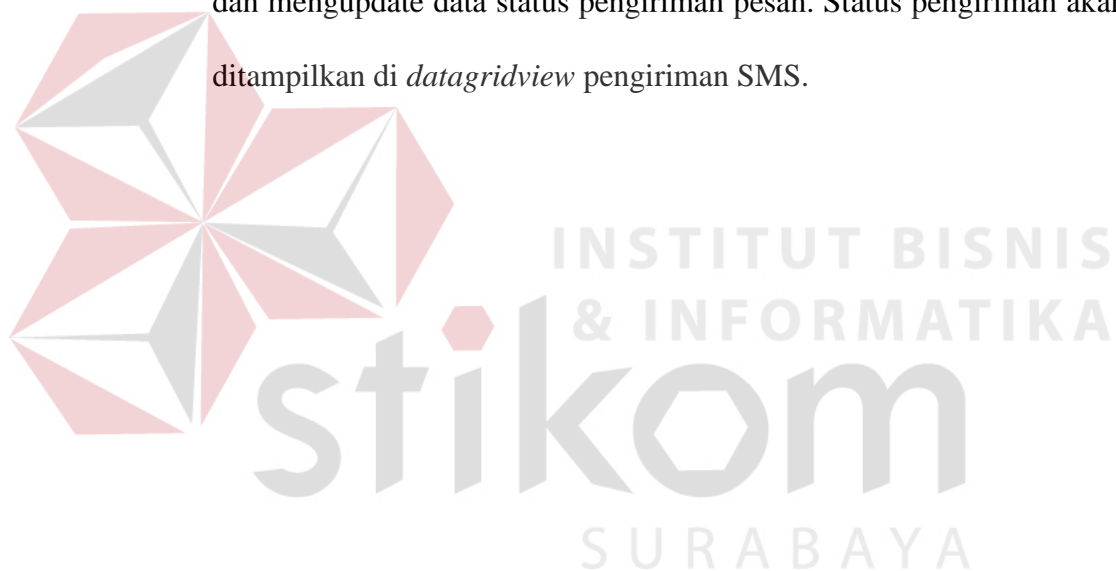 dan mengupdate data status pengiriman pesan. Status pengiriman akan
ditampilkan di datagridview pengiriman SMS.
INSTITUT BISNIS
& INFORMATIKA
stikom
SURABAYA